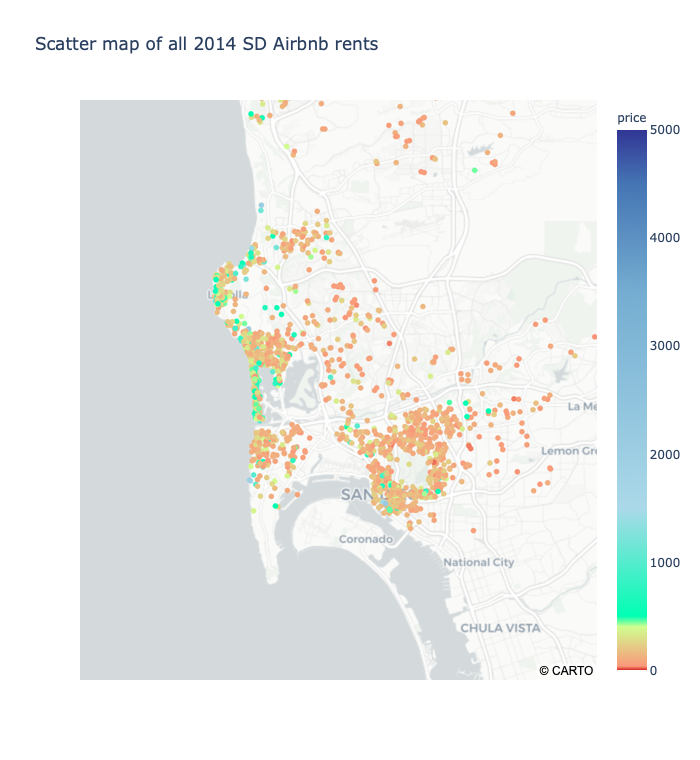 Scatter map of all 2014 SD Airbnb rents
price
5000
4000
3000
2000
1000
0
La Me
Lemon Gro
SAN
Coronado
National City
CHULA VISTA
© CARTO